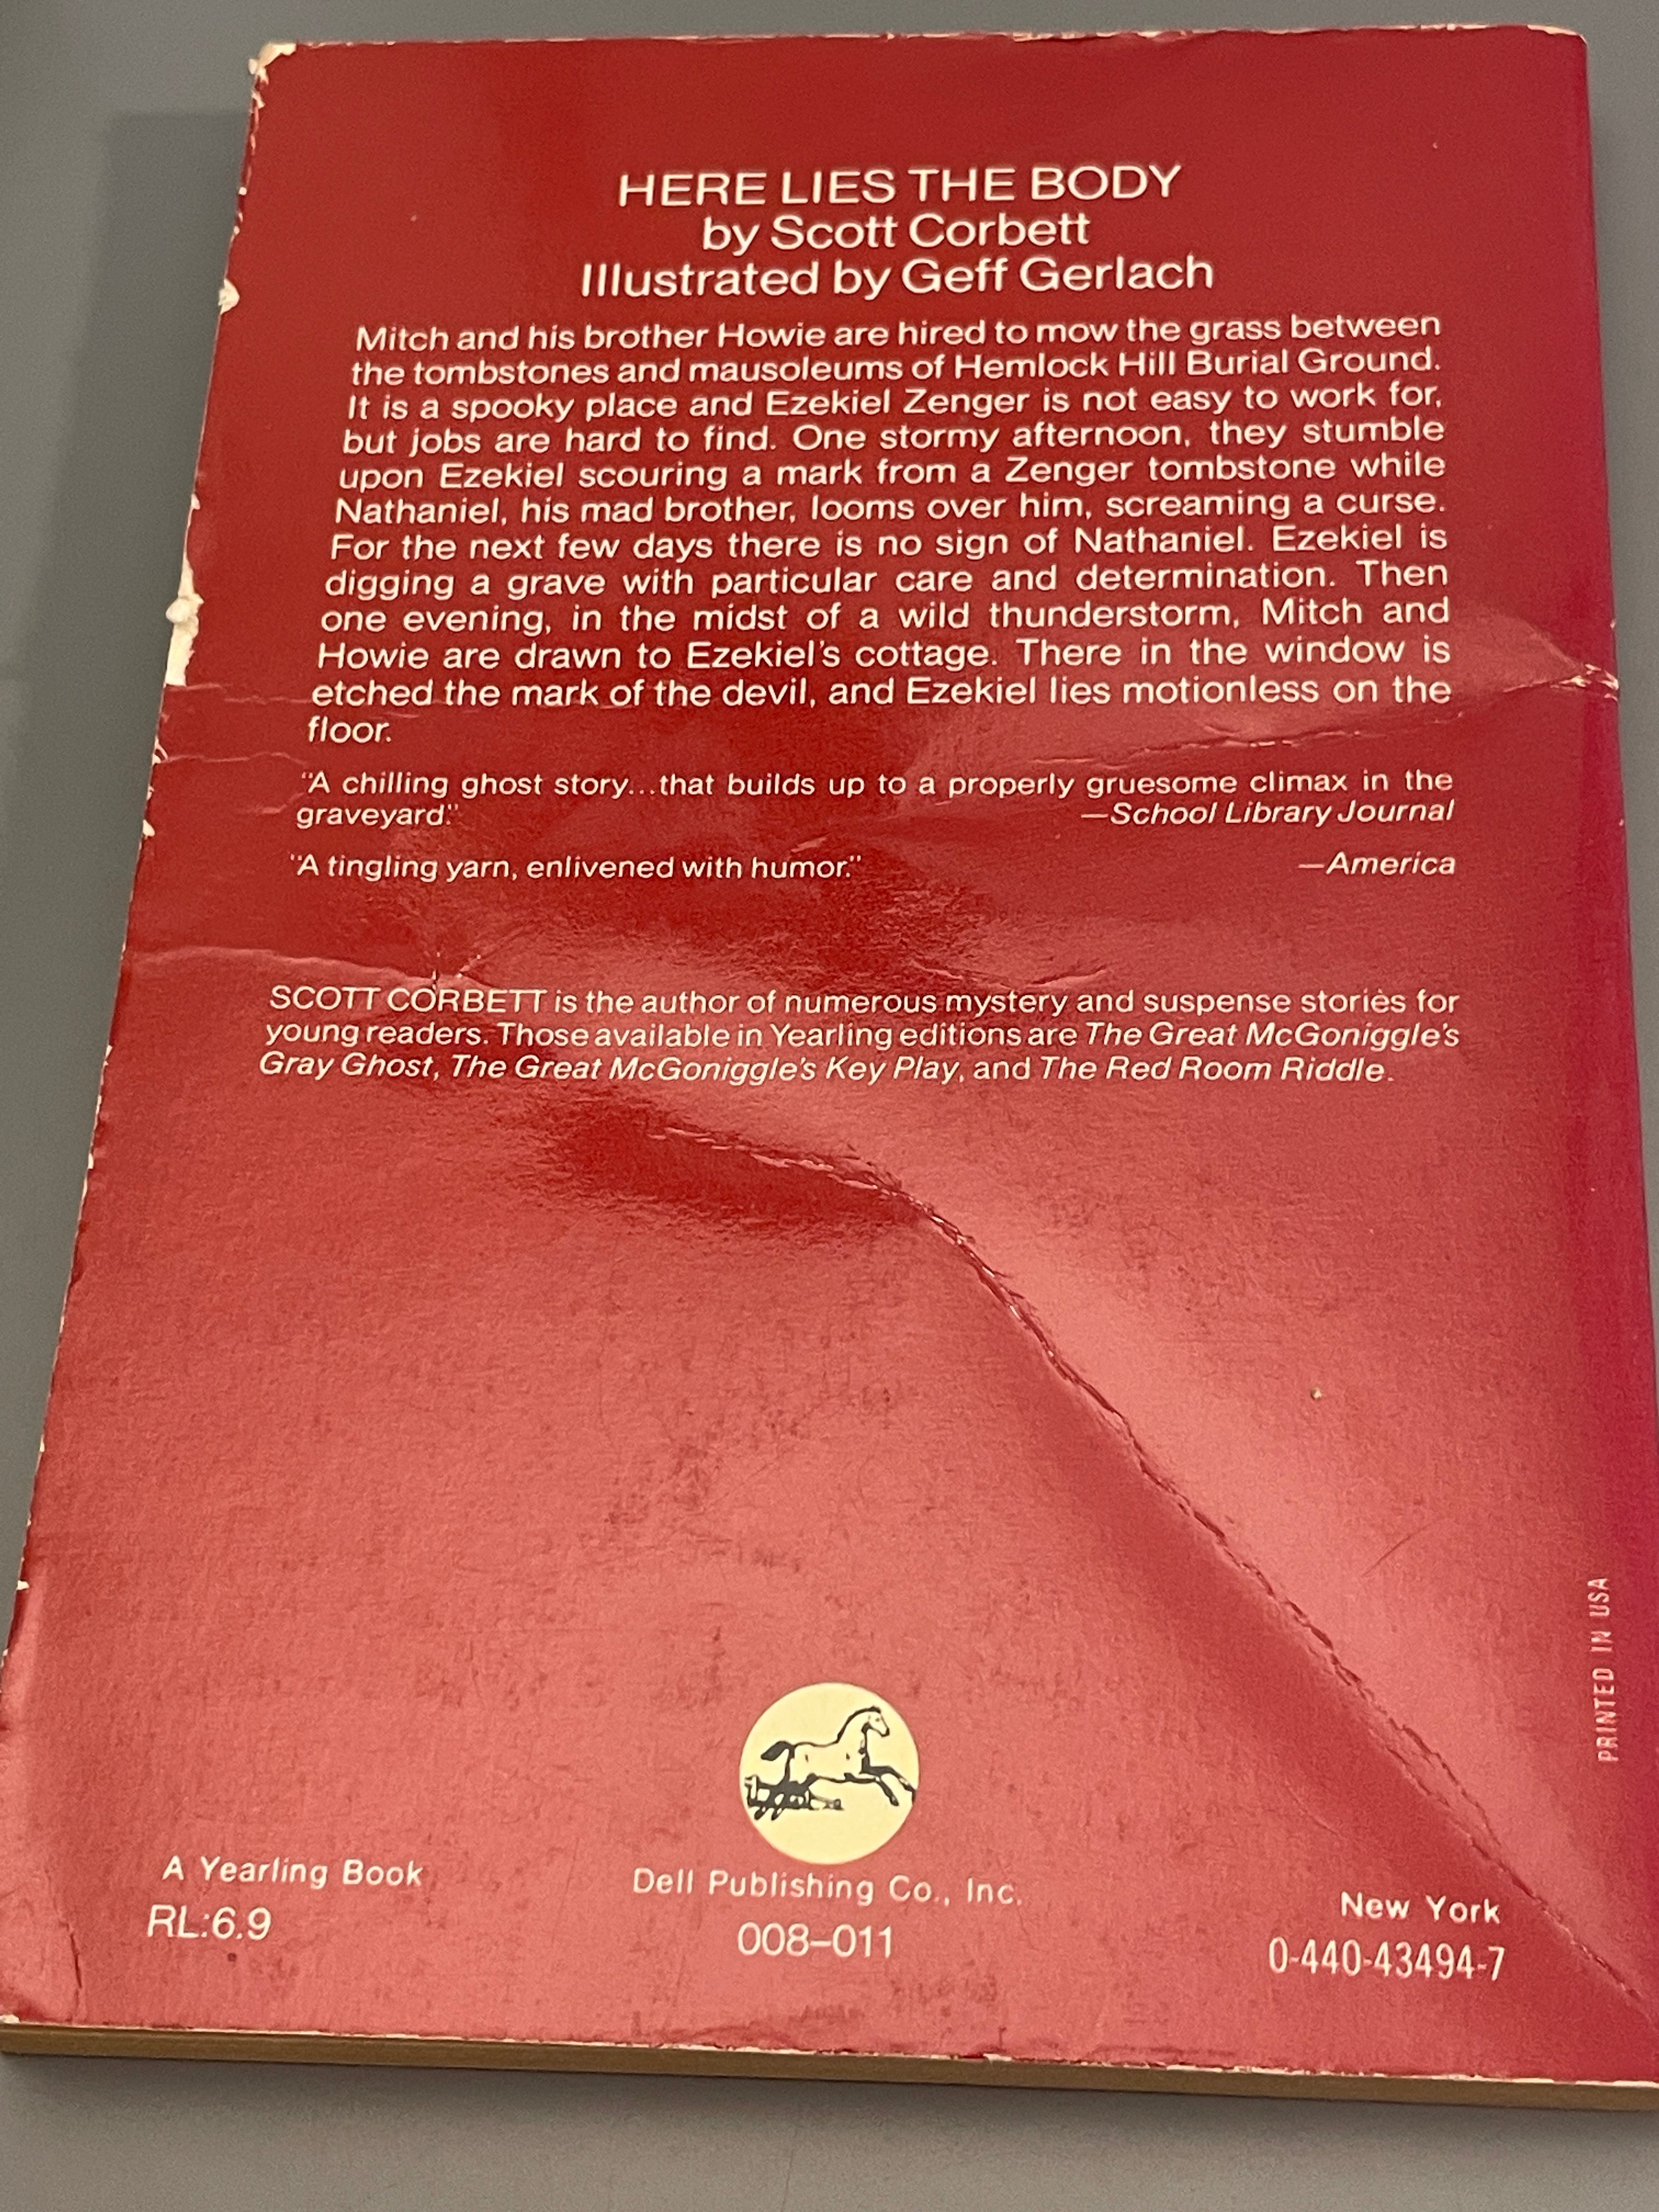 HERE LIES THE BODY
by Scott Corbett
Illustrated by Geff Gerlach
Mitch and his brother Howie are hired to mow the grass between
the tombstones and mausoleums of Hemlock Hill Burial Ground.
It is a spooky place and Ezekiel Zenger is not easy to work for,
but jobs are hard to find. One stormy afternoon, they stumble
upon Ezekiel scouring a mark from a Zenger tombstone while
Nathaniel, his mad brother, looms over him, screaming a curse.
For the next few days there is no sign of Nathaniel. Ezekiel is
digging a grave with particular care and determination. Then
one evening, in the midst of a wild thunderstorm, Mitch and
Howie are drawn to Ezekiel's cottage. There in the window is
etched the mark of the devil, and Ezekiel lies motionless on the
floor.
"A chilling ghost story...that builds up to a properly gruesome climax in the
graveyard." —School Library Journal
"A tingling yarn, enlivened with humor." —America
SCOTT CORBETT is the author of numerous mystery and suspense stories for
young readers. Those available in Yearling editions are The Great McGoniggle's
Gray Ghost, The Great McGoniggle's Key Play, and The Red Room Riddle.
PRINTED IN USA
A Yearling Book Dell Publishing Co., Inc. New York
RL:6.9 008–011 0-440-43494-7